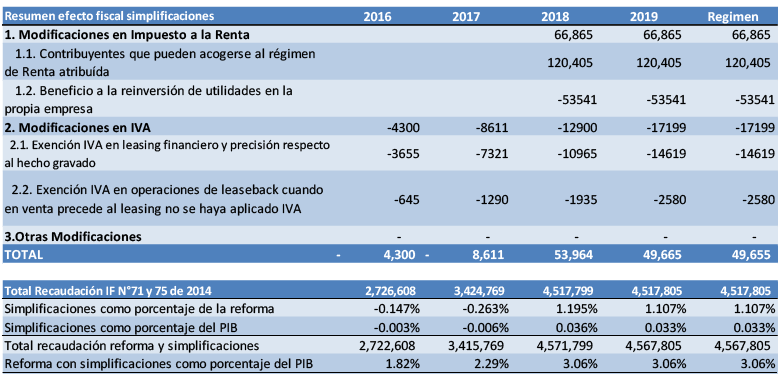 Resumen efecto fiscal simplificaciones 2016 2017 2018 2019 Regimen
1. Modificaciones en Impuesto a la Renta 66,865 66,865 66,865
1.1. Contribuyentes que pueden acogerse al régimen
de Renta atribuída 120,405 120,405 120,405
1.2. Beneficio a la reinversión de utilidades en la
propia empresa -53541 -53541 -53541
2. Modificaciones en IVA -4300 -8611 -12900 -17199 -17199
2.1. Exención IVA en leasing financiero y precisión respecto
al hecho gravado -3655 -7321 -10965 -14619 -14619
2.2. Exención IVA en operaciones de leaseback cuando
en venta precede al leasing no se haya aplicado IVA -645 -1290 -1935 -2580 -2580
3.Otras Modificaciones - - - - -
TOTAL - 4,300 - 8,611 53,964 49,665 49,655
Total Recaudación IF N°71 y 75 de 2014 2,726,608 3,424,769 4,517,799 4,517,805 4,517,805
Simplificaciones como porcentaje de la reforma -0.147% -0.263% 1.195% 1.107% 1.107%
Simplificaciones como porcentaje del PIB -0.003% -0.006% 0.036% 0.033% 0.033%
Total recaudación reforma y simplificaciones 2,722,608 3,415,769 4,571,799 4,567,805 4,567,805
Reforma con simplificaciones como porcentaje del PIB 1.82% 2.29% 3.06% 3.06% 3.06%